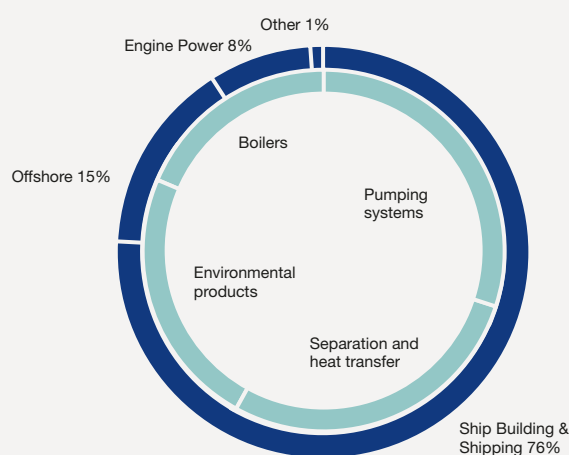 Other 1%
Engine Power 8%
Boilers
Offshore 15%
Pumping
systems
Environmental
products
Separation and
heat transfer
Ship Building &
Shipping 76%